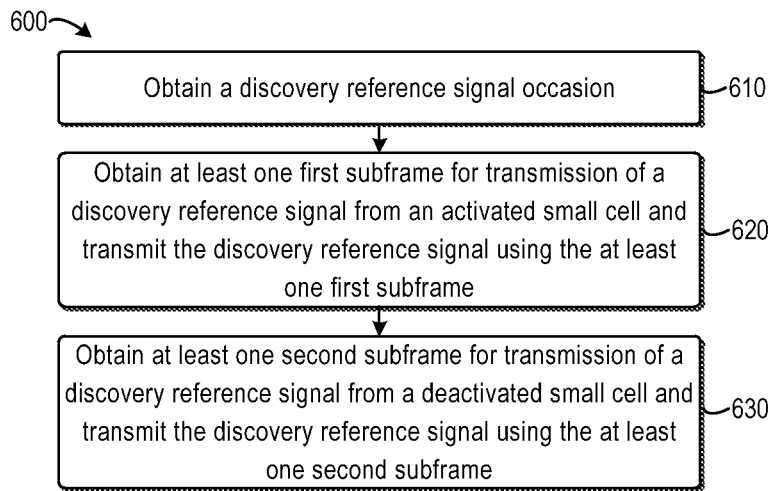 600
Obtain a discovery reference signal occasion
610
Obtain at least one first subframe for transmission of a
discovery reference signal from an activated small cell and
transmit the discovery reference signal using the at least
one first subframe
620
Obtain at least one second subframe for transmission of a
discovery reference signal from a deactivated small cell and
transmit the discovery reference signal using the at least
one second subframe
630